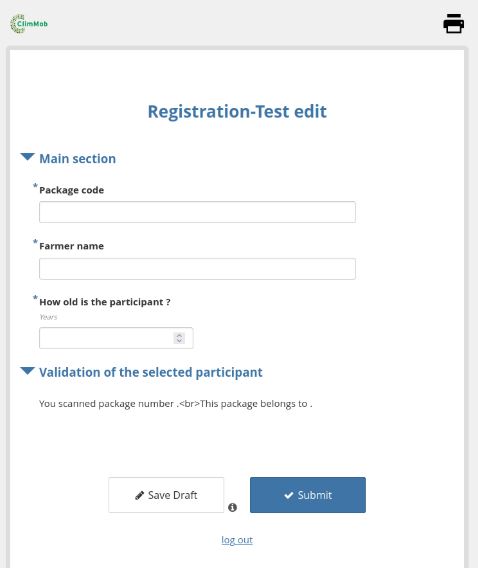 ClimMob
Registration-Test edit
Main section
* Package code
* Farmer name
* How old is the participant ?
Years
Validation of the selected participant
You scanned package number .<br>This package belongs to .
Save Draft
Submit
log out